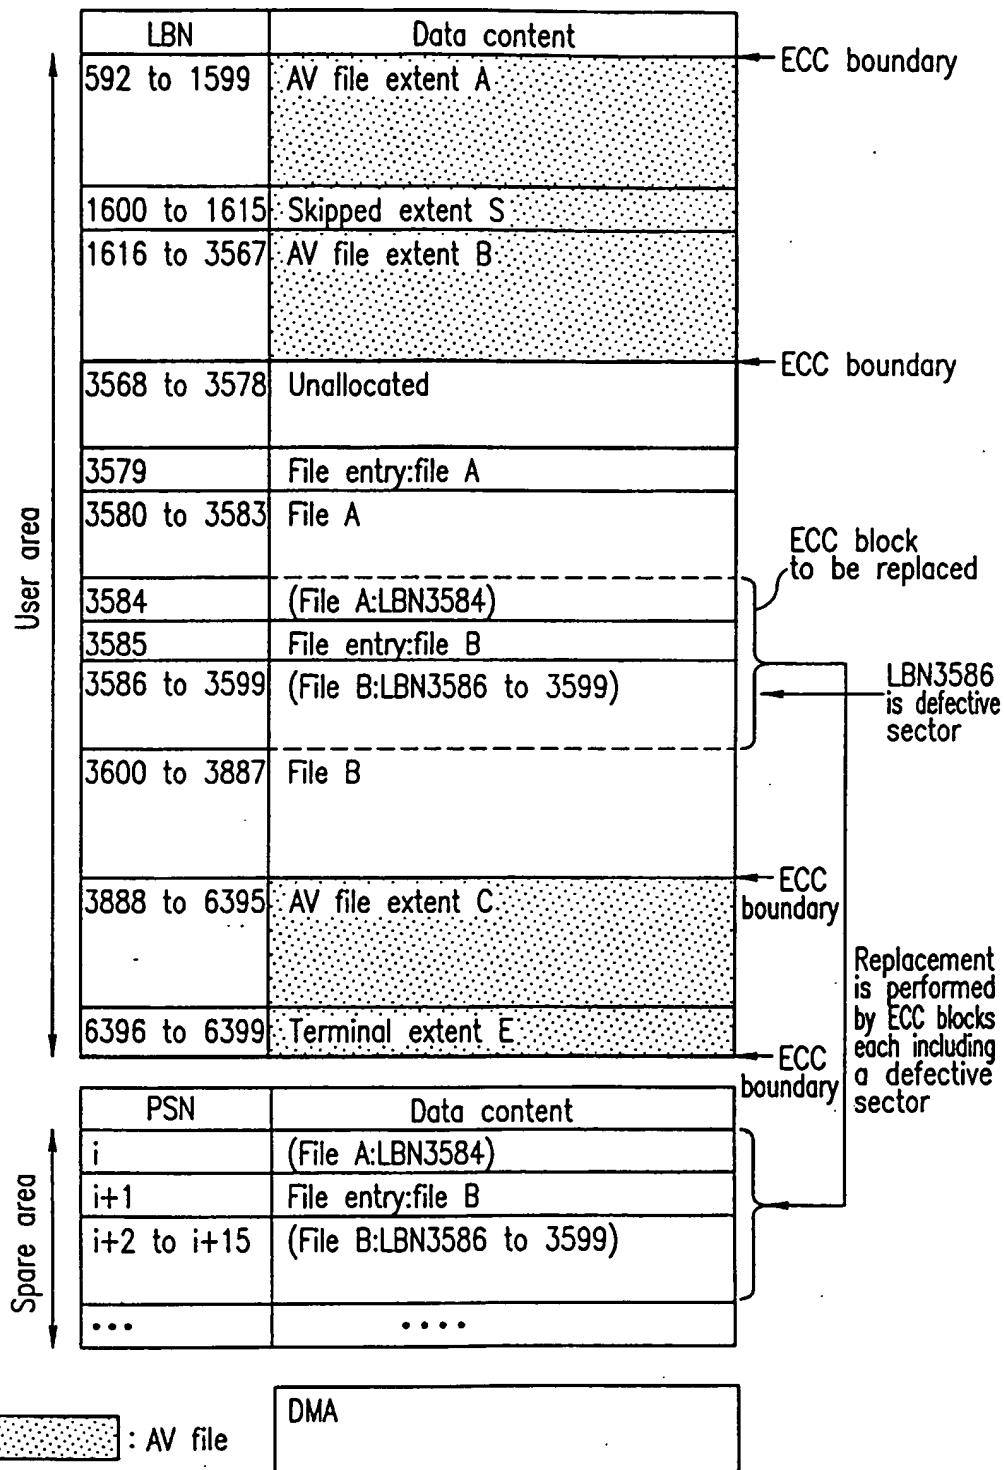 LBN Data content
ECC boundary
592 to 1599 AV file extent A
1600 to 1615 Skipped extent S
1616 to 3567 AV file extent B
ECC boundary
3568 to 3578 Unallocated
3579 File entry:file A
3580 to 3583 File A
ECC block
to be replaced
3584 (File A:LBN3584)
3585 File entry:file B
3586 to 3599 (File B:LBN3586 to 3599)
LBN3586
is defective
sector
3600 to 3887 File B
ECC
boundary
3888 to 6395 AV file extent C
Replacement
is performed
by ECC blocks
each including
a defective
sector
6396 to 6399 Terminal extent E
ECC
boundary
User area
PSN Data content
i (File A:LBN3584)
i+1 File entry:file B
i+2 to i+15 (File B:LBN3586 to 3599)
••• ••••
Spare area
DMA
: AV file